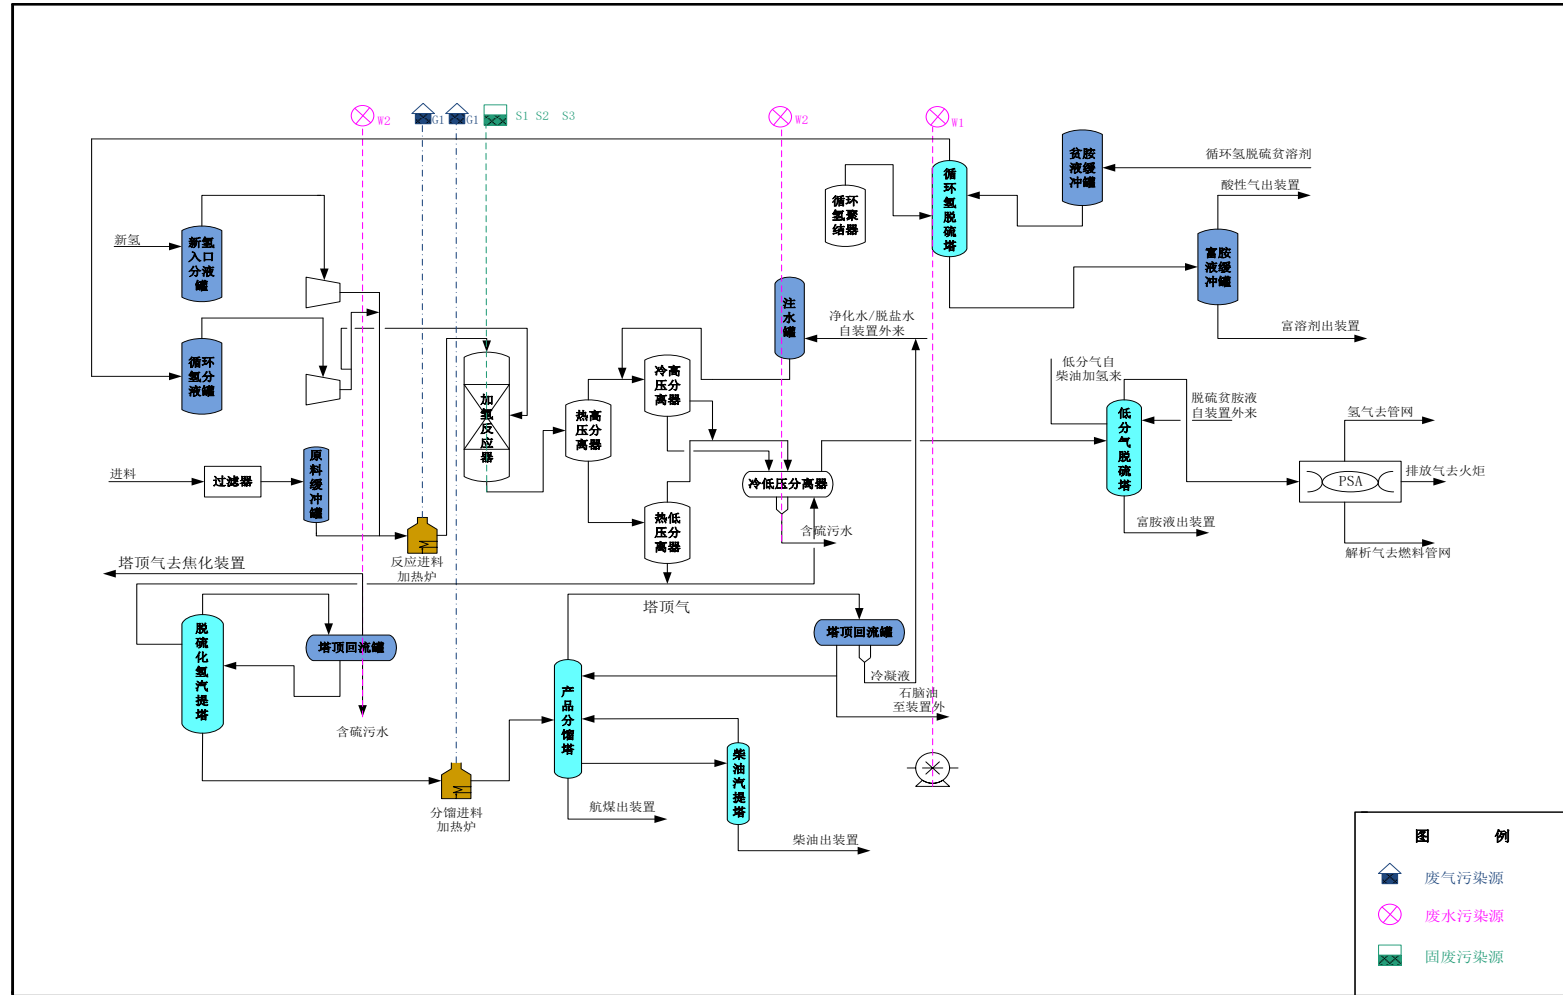 W2
G1
G1
S1 S2 S3
W2
W1
新氢
新氢
入口
分液
罐
循环
氢分
液罐
进料
过滤器
原
料
缓
冲
罐
反应进料
加热炉
加
氢
反
应
器
热高
压分
离器
冷高
压分
离器
热低
压分
离器
冷低压分离器
含硫污水
注
水
罐
净化水/脱盐水
自装置外来
循环
氢聚
结器
循
环
氢
脱
硫
塔
贫胺
液缓
冲罐
循环氢脱硫贫溶剂
酸性气出装置
富胺
液缓
冲罐
富溶剂出装置
低分气自
柴油加氢来
低
分
气
脱
硫
塔
脱硫贫胺液
自装置外来
富胺液出装置
氢气去管网
PSA
排放气去火炬
解析气去燃料管网
塔顶气去焦化装置
脱
硫
化
氢
汽
提
塔
塔顶回流罐
含硫污水
分馏进料
加热炉
塔顶气
产
品
分
馏
塔
塔顶回流罐
冷凝液
石脑油
至装置外
柴
油
汽
提
塔
航煤出装置
柴油出装置
图 例
废气污染源
废水污染源
固废污染源